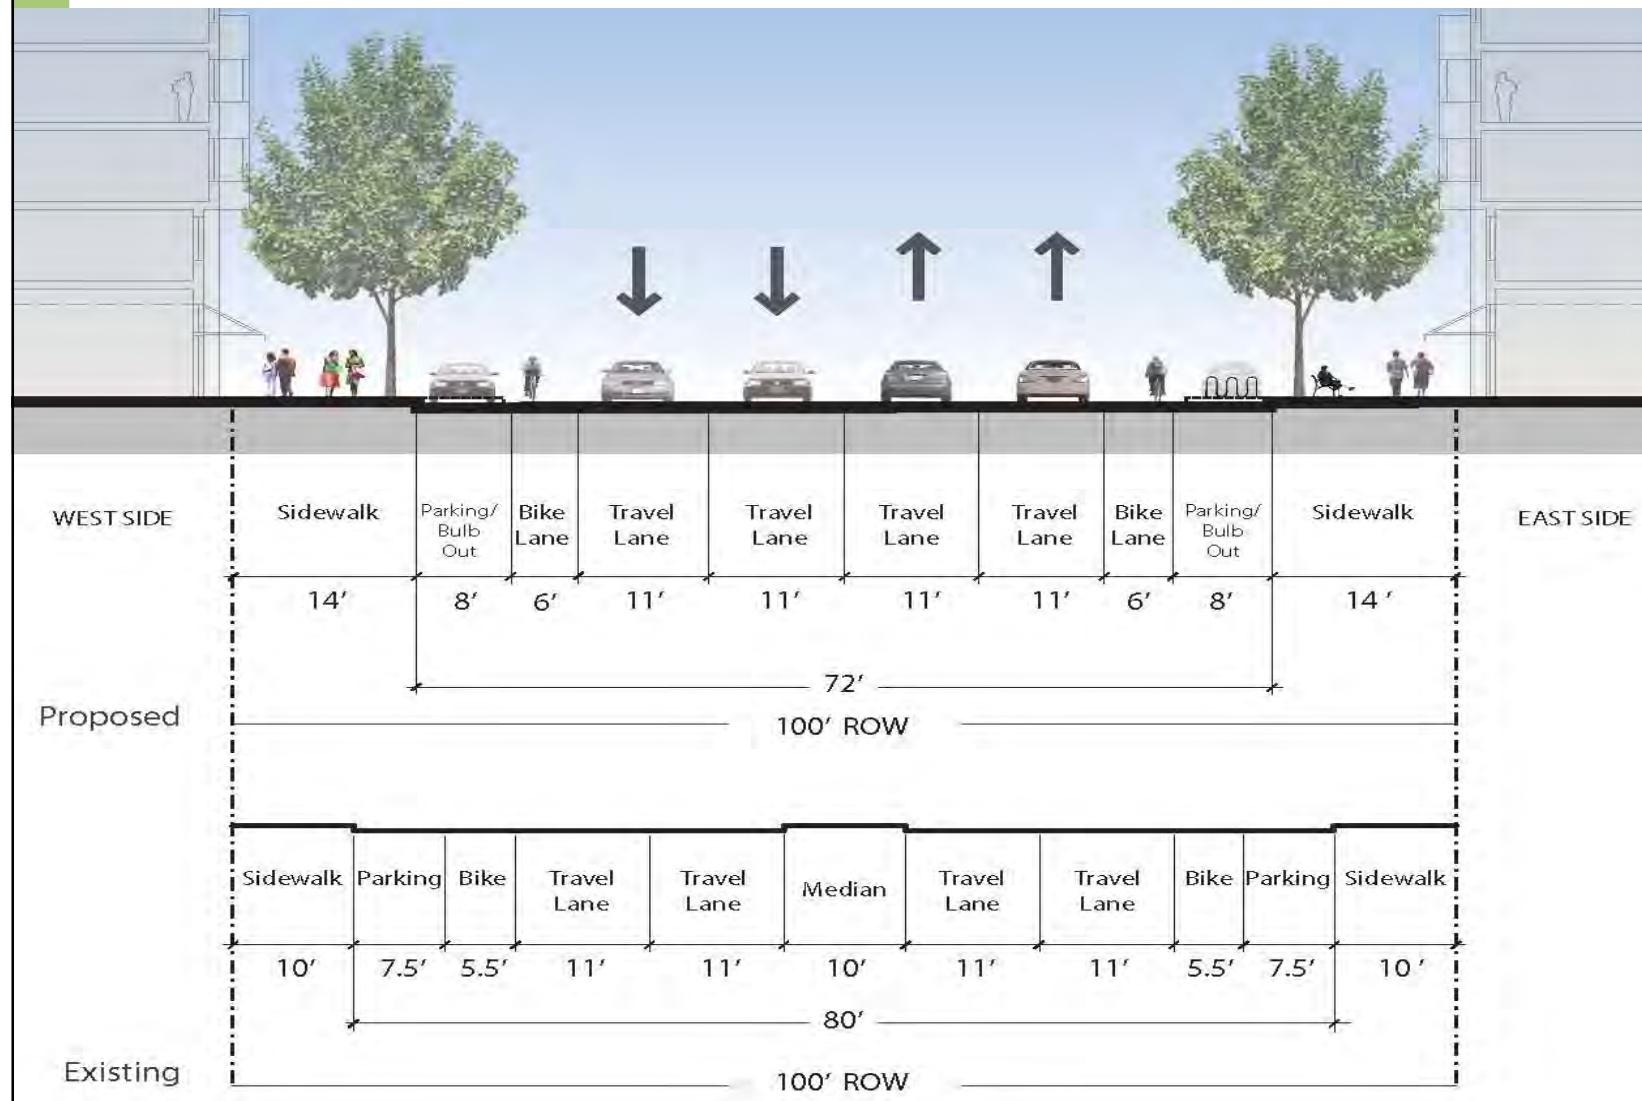 WEST SIDE
Sidewalk
Parking/
Bulb
Out
Bike
Lane
Travel
Lane
Travel
Lane
Travel
Lane
Travel
Lane
Bike
Lane
Parking/
Bulb
Out
Sidewalk
EAST SIDE
14' 8' 6' 11' 11' 11' 11' 6' 8' 14 '
72'
Proposed
100' ROW
Sidewalk
Parking
Bike
Travel
Lane
Travel
Lane
Median
Travel
Lane
Travel
Lane
Bike
Parking
Sidewalk
10' 7.5' 5.5' 11' 11' 10' 11' 11' 5.5' 7.5' 10 '
80'
Existing
100' ROW